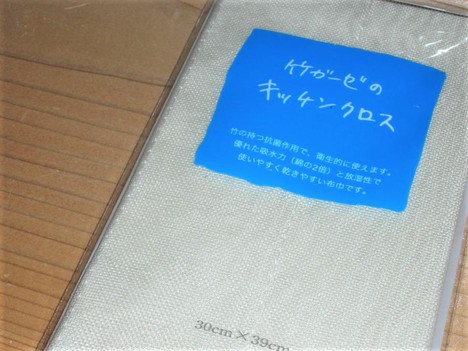 竹ガーゼの
キッチンクロス
竹の持つ抗菌作用で、衛生的に使えます。
優れた吸水力（綿の2倍）と放湿性で
使いやすく乾きやすい布巾です。
30cm×39cm